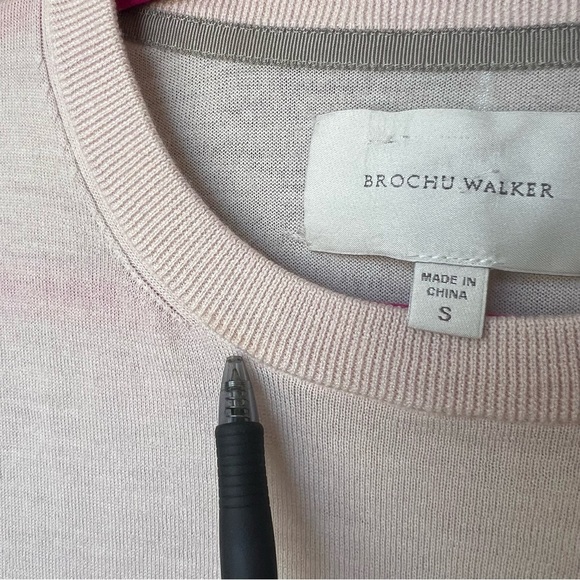 BROCHU WALKER
MADE IN
CHINA
S